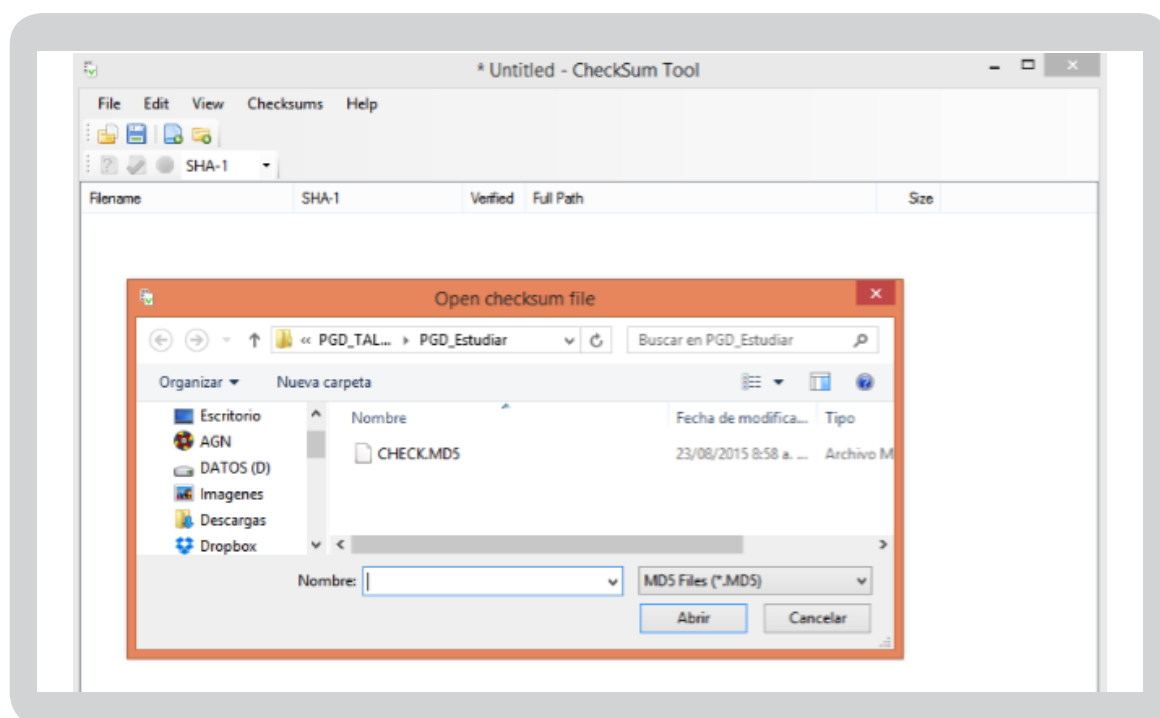 * Untitled - CheckSum Tool
File Edit View Checksums Help
SHA-1
Filename SHA-1 Verified Full Path Size
Open checksum file
« PGD_TAL... PGD_Estudiar Buscar en PGD_Estudiar
Organizar Nueva carpeta
Escritorio Nombre Fecha de modifica... Tipo
AGN CHECK.MD5 23/08/2015 8:58 a. ... Archivo M
DATOS (D)
Imagenes
Descargas
Dropbox
Nombre: MD5 Files (*.MD5)
Abrir Cancelar